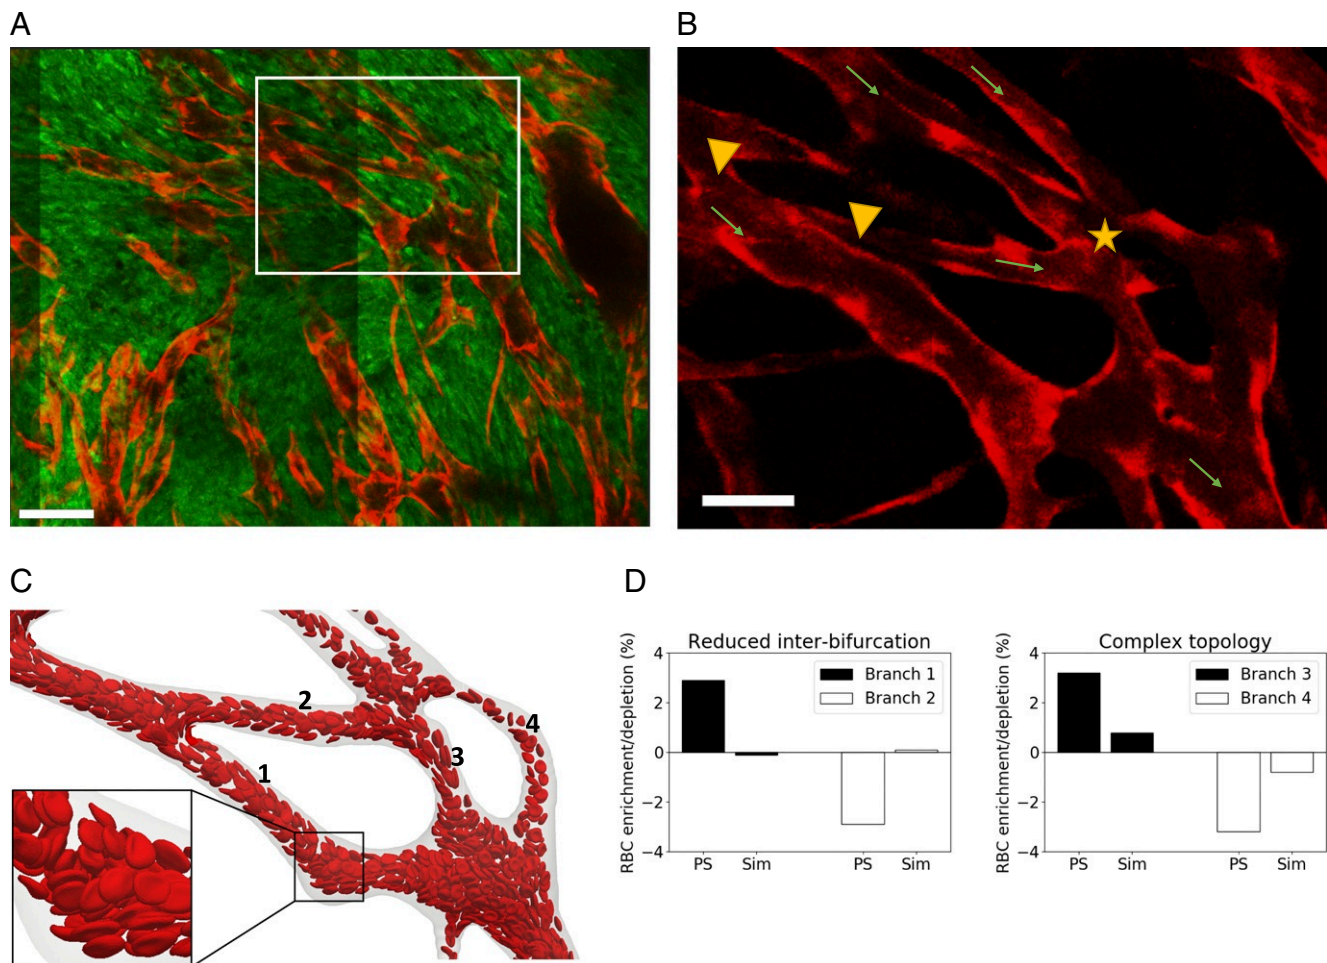 A
B
C
D
2
4
3
1
Reduced inter-bifurcation
RBC enrichment/depletion (%)
4
2
0
−2
−4
Branch 1
Branch 2
PS
Sim
PS
Sim
Complex topology
RBC enrichment/depletion (%)
4
2
0
−2
−4
Branch 3
Branch 4
PS
Sim
PS
Sim